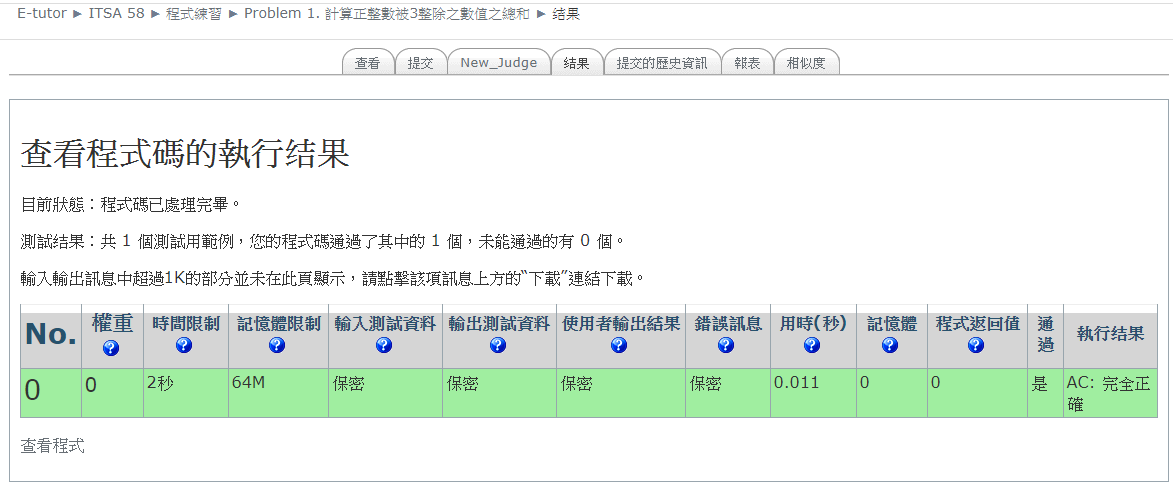 E-tutor ► ITSA 58 ► 程式練習 ► Problem 1. 計算正整數被3整除之數值之總和 ► 结果
查看 提交 New_Judge 结果 提交的歷史資訊 報表 相似度
查看程式碼的執行结果
目前狀態：程式碼已處理完畢。
測試结果：共 1 個測試用範例，您的程式碼通過了其中的 1 個，未能通過的有 0 個。
輸入輸出訊息中超過1K的部分並未在此頁顯示，請點擊該項訊息上方的“下載”連結下載。
No. 權重 時間限制 記憶體限制 輸入測試資料 輸出測試資料 使用者輸出結果 錯誤訊息 用時(秒) 記憶體 程式返回值 通過 執行结果
0 0 2秒 64M 保密 保密 保密 保密 0.011 0 0 是 AC: 完全正確
查看程式